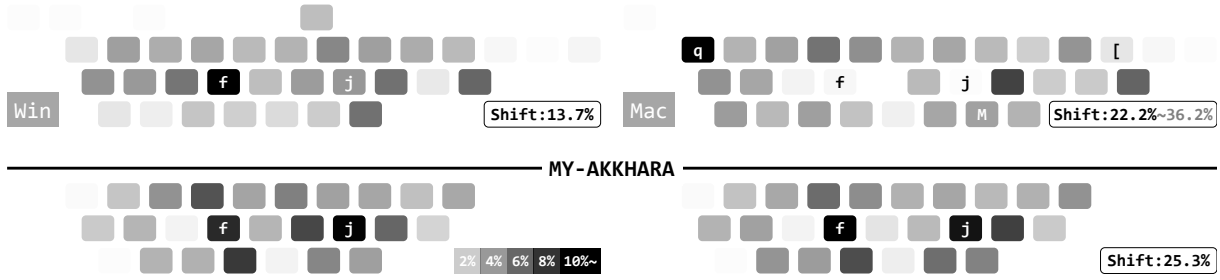 q [
f j f j
Win Shift:13.7% Mac M Shift:22.2%~36.2%
MY-AKKHARA
f j f j
2% 4% 6% 8% 10%~ Shift:25.3%